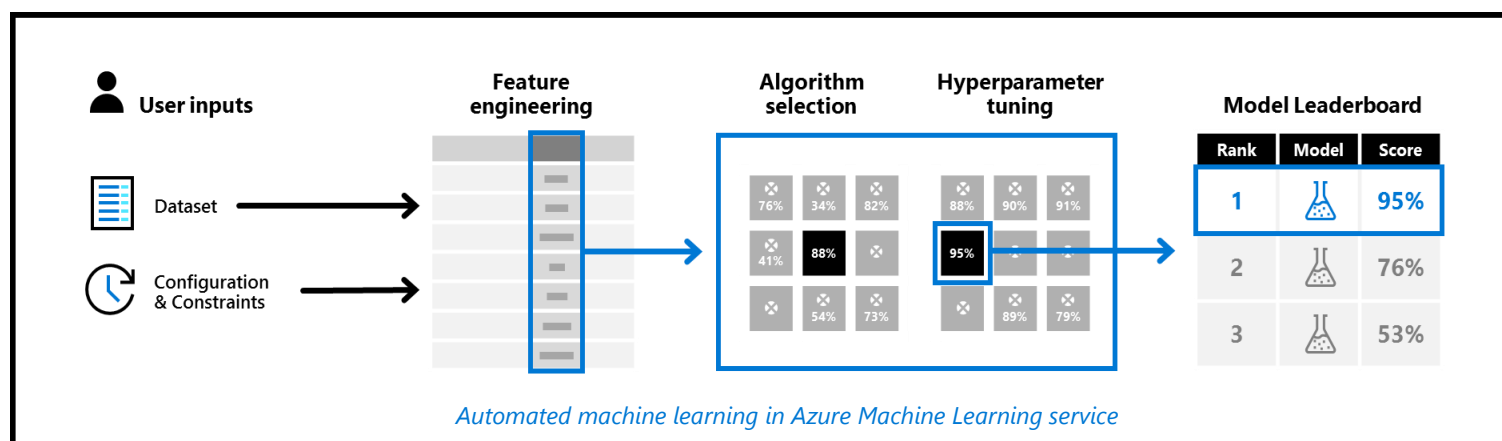 User inputs
Dataset
Configuration
& Constraints
Feature
engineering
Algorithm
selection
Hyperparameter
tuning
76% 34% 82%
41% 88%
54% 73%
88% 90% 91%
95%
89% 79%
Model Leaderboard
Rank Model Score
1 95%
2 76%
3 53%
Automated machine learning in Azure Machine Learning service